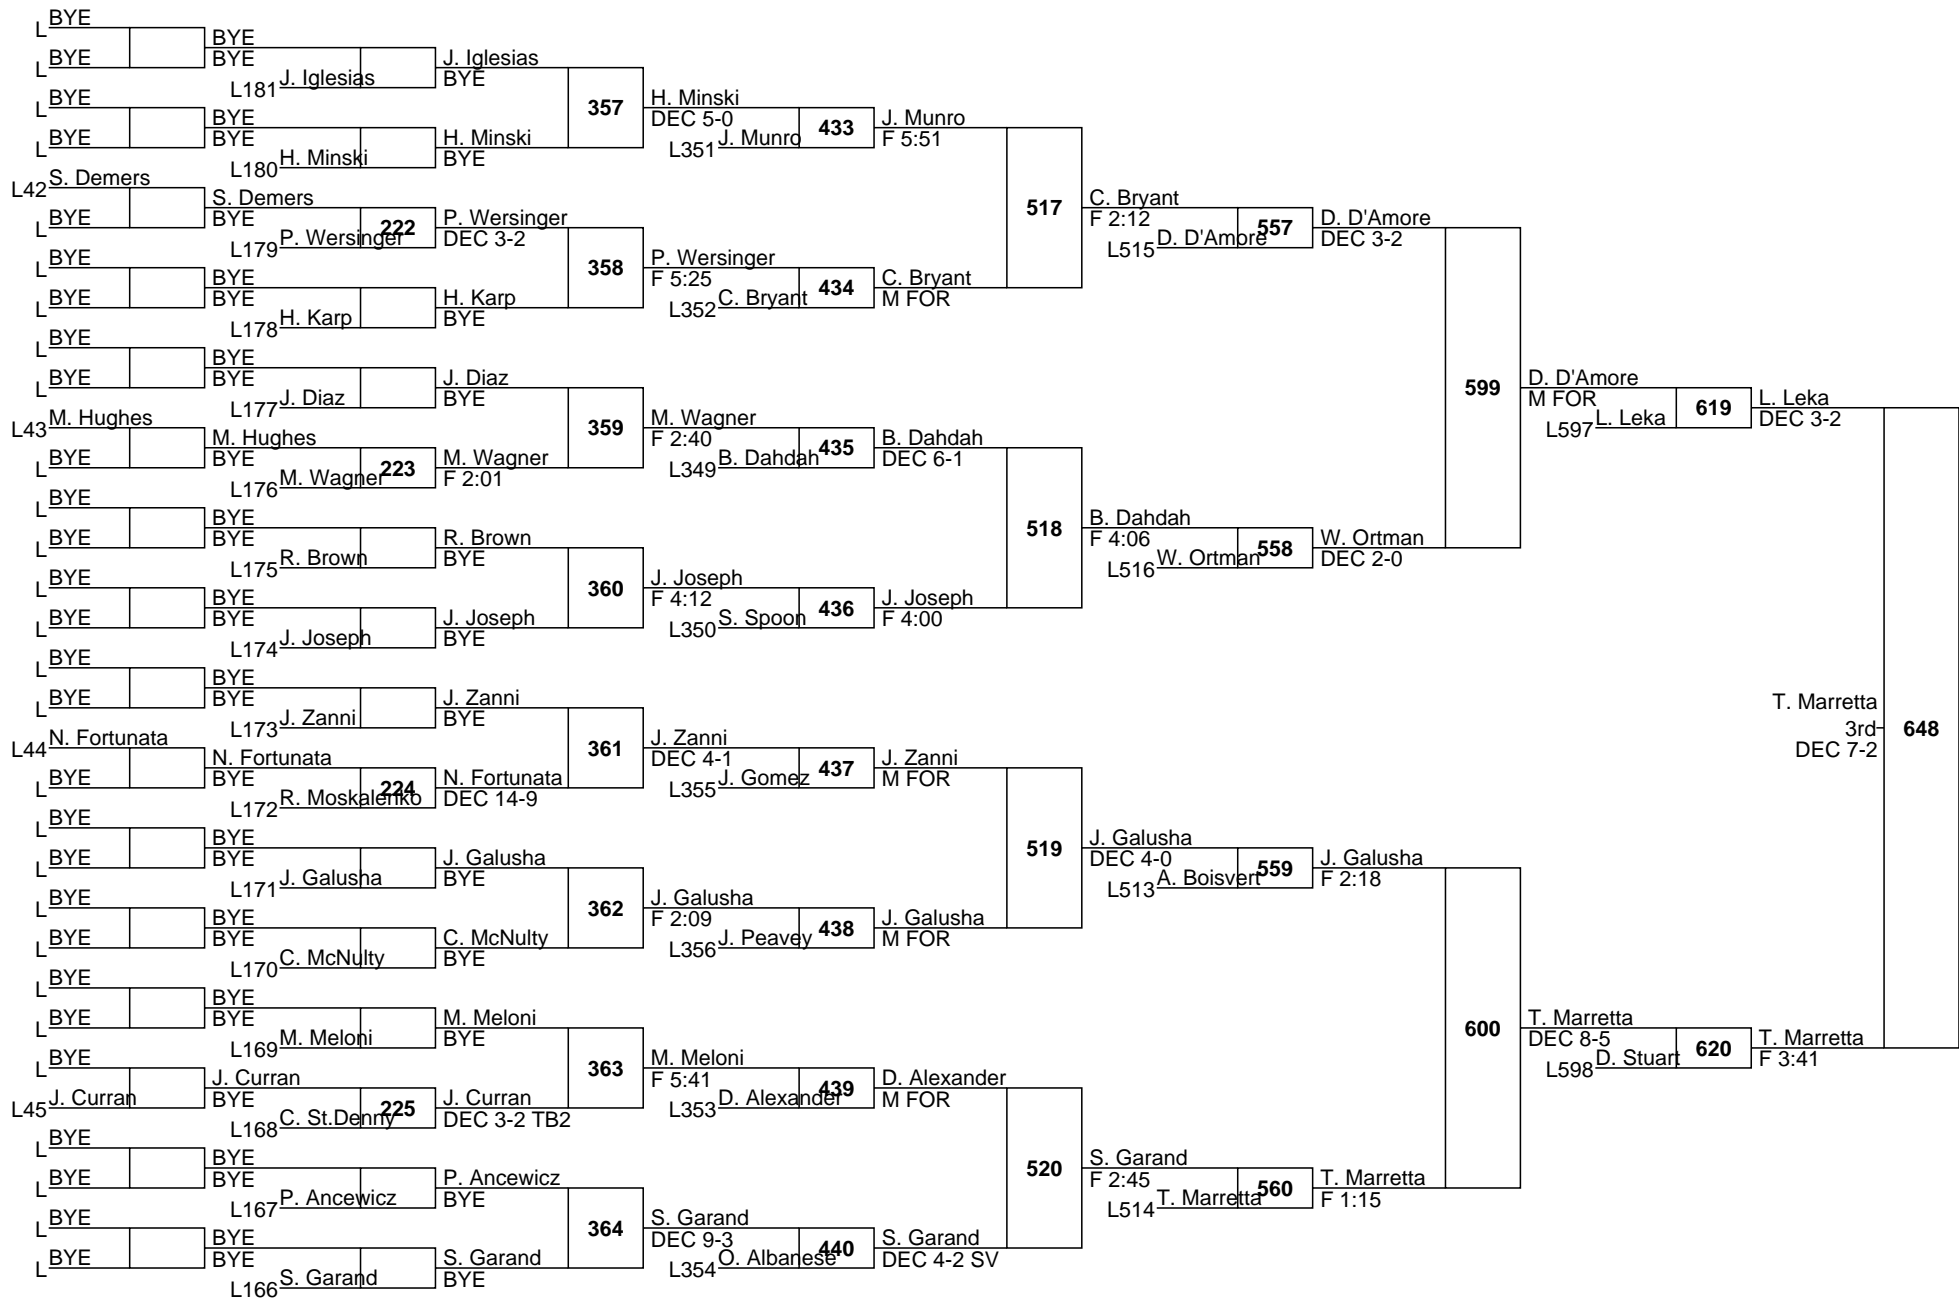 BYE
L
BYE
BYE
BYE
L
J. Iglesias
BYE
L181 J. Iglesias
BYE
L
357
H. Minski
DEC 5-0
BYE
BYE
BYE
L
433
J. Munro
F 5:51
L351 J. Munro
H. Minski
BYE
L180 H. Minski
L42 S. Demers
S. Demers
BYE
BYE
L
517
C. Bryant
F 2:12
222
P. Wersinger
DEC 3-2
L179 P. Wersinger
557
D. D'Amore
DEC 3-2
L515 D. D'Amore
BYE
L
358
P. Wersinger
F 5:25
BYE
BYE
BYE
L
434
C. Bryant
M FOR
L352 C. Bryant
H. Karp
BYE
L178 H. Karp
BYE
L
BYE
BYE
BYE
L
J. Diaz
BYE
L177 J. Diaz
599
D. D'Amore
M FOR
619
L. Leka
DEC 3-2
L597 L. Leka
L43 M. Hughes
359
M. Wagner
F 2:40
M. Hughes
BYE
BYE
L
435
B. Dahdah
DEC 6-1
L349 B. Dahdah
223
M. Wagner
F 2:01
L176 M. Wagner
BYE
L
BYE
BYE
BYE
L
518
B. Dahdah
F 4:06
R. Brown
BYE
L175 R. Brown
558
W. Ortman
DEC 2-0
L516 W. Ortman
BYE
L
360
J. Joseph
F 4:12
BYE
BYE
BYE
L
436
J. Joseph
F 4:00
L350 S. Spoon
J. Joseph
BYE
L174 J. Joseph
BYE
L
BYE
BYE
BYE
L
J. Zanni
BYE
L173 J. Zanni
T. Marretta
3rd
DEC 7-2
648
L44 N. Fortunata
361
J. Zanni
DEC 4-1
N. Fortunata
BYE
BYE
L
437
J. Zanni
M FOR
L355 J. Gomez
224
N. Fortunata
DEC 14-9
L172 R. Moskalenko
BYE
L
BYE
BYE
BYE
L
519
J. Galusha
DEC 4-0
J. Galusha
BYE
L171 J. Galusha
559
J. Galusha
F 2:18
L513 A. Boisvert
BYE
L
362
J. Galusha
F 2:09
BYE
BYE
BYE
L
438
J. Galusha
M FOR
L356 J. Peavey
C. McNulty
BYE
L170 C. McNulty
BYE
L
BYE
BYE
BYE
L
M. Meloni
BYE
L169 M. Meloni
600
T. Marretta
DEC 8-5
620
T. Marretta
F 3:41
L598 D. Stuart
BYE
L
363
M. Meloni
F 5:41
J. Curran
BYE
L45 J. Curran
439
D. Alexander
M FOR
L353 D. Alexander
225
J. Curran
DEC 3-2 TB2
L168 C. St.Denny
BYE
L
BYE
BYE
BYE
L
520
S. Garand
F 2:45
P. Ancewicz
BYE
L167 P. Ancewicz
560
T. Marretta
F 1:15
L514 T. Marretta
BYE
L
364
S. Garand
DEC 9-3
BYE
BYE
BYE
L
440
S. Garand
DEC 4-2 SV
L354 O. Albanese
S. Garand
BYE
L166 S. Garand